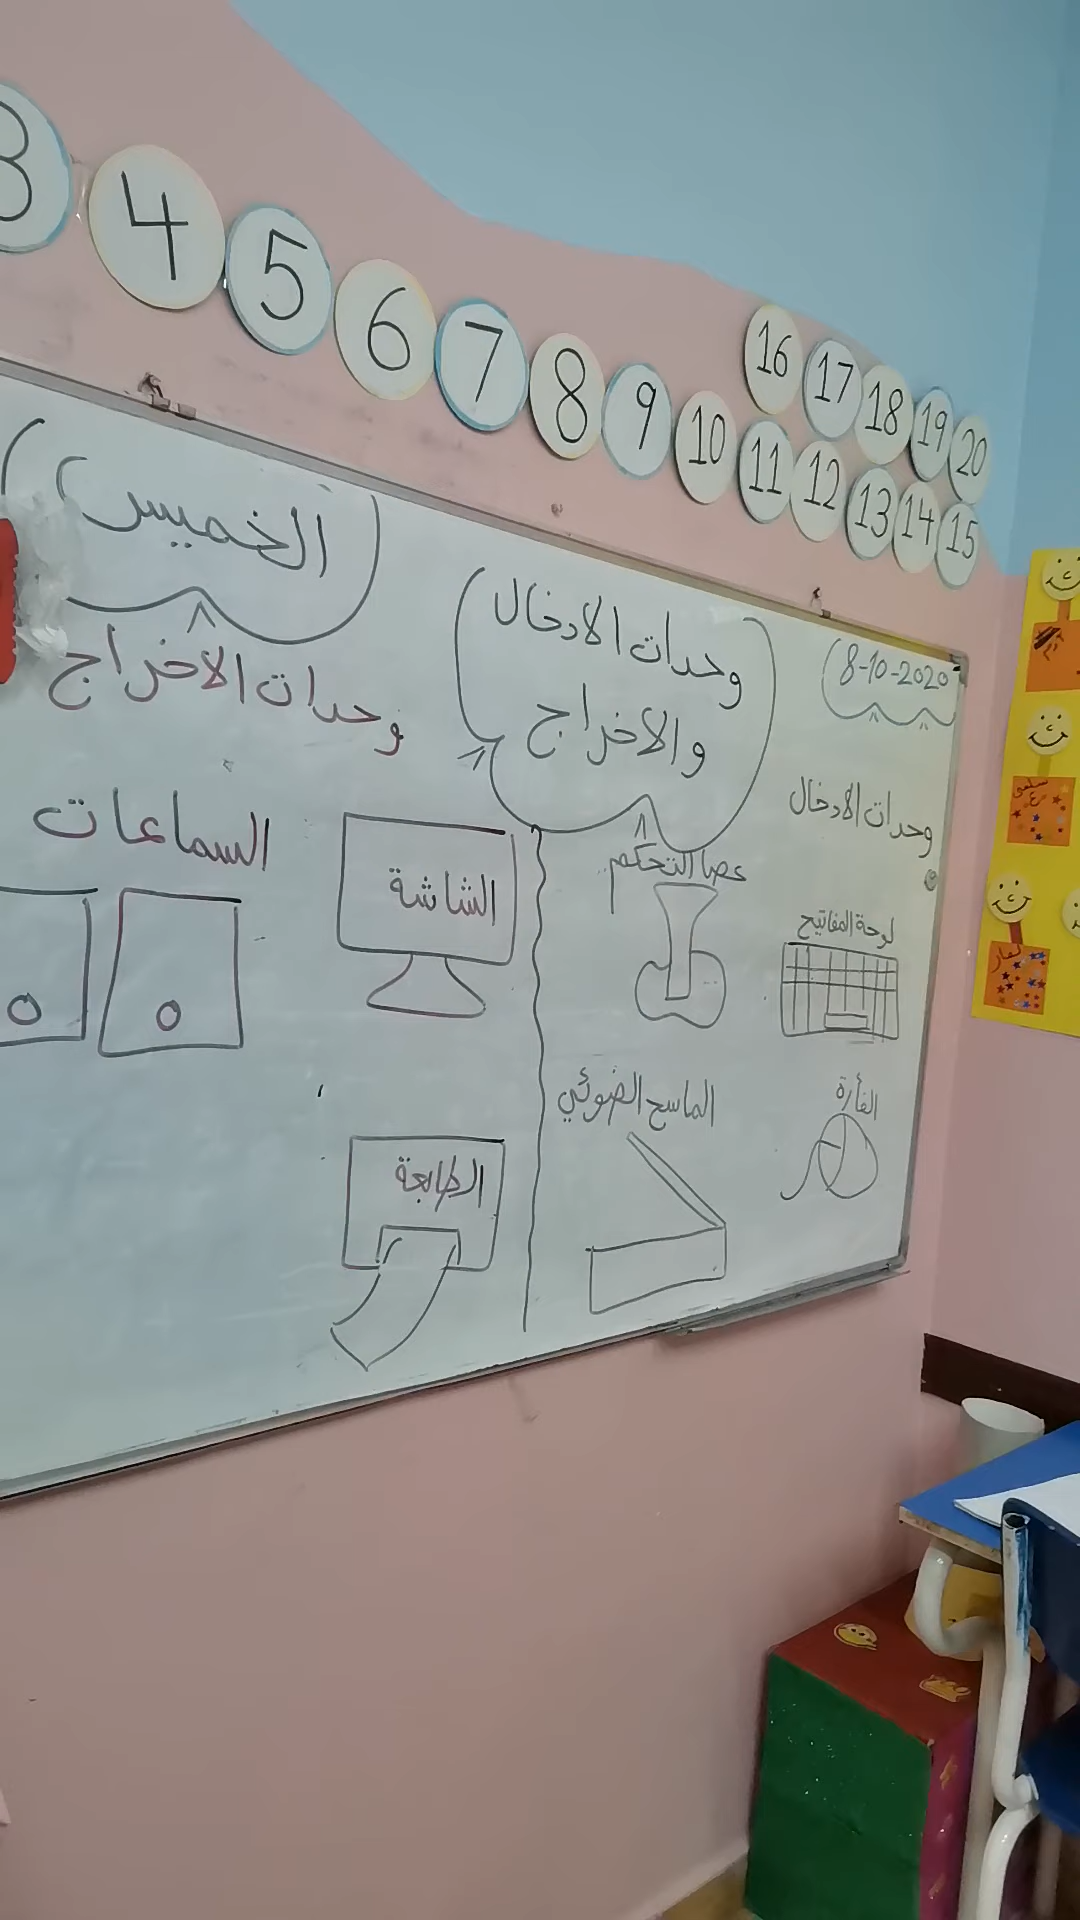 3 4 5 6 7 8 9 10 11 12 13 14 15
16 17 18 19 20
8-10-2020
وحدات الادخال
والاخراج
الخميس
وحدات الادخال
لوحة المفاتيح
عصا التحكم
الفأرة
الماسح الضوئي
وحدات الاخراج
الشاشة
السماعات
الطابعة